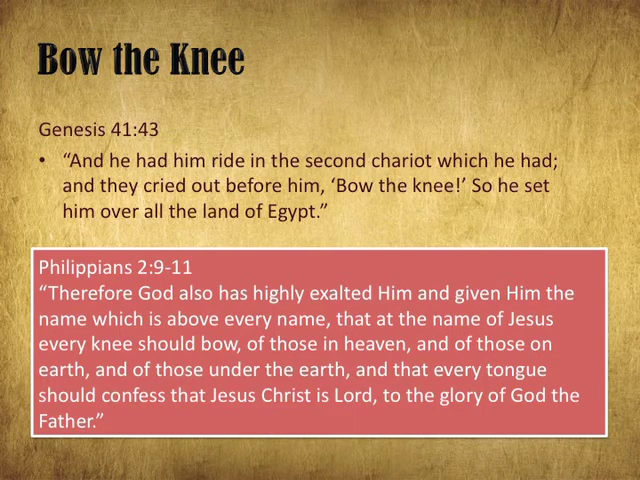 Bow the Knee
Genesis 41:43
• “And he had him ride in the second chariot which he had;
and they cried out before him, ‘Bow the knee!’ So he set
him over all the land of Egypt.”
Philippians 2:9-11
“Therefore God also has highly exalted Him and given Him the
name which is above every name, that at the name of Jesus
every knee should bow, of those in heaven, and of those on
earth, and of those under the earth, and that every tongue
should confess that Jesus Christ is Lord, to the glory of God the
Father.”